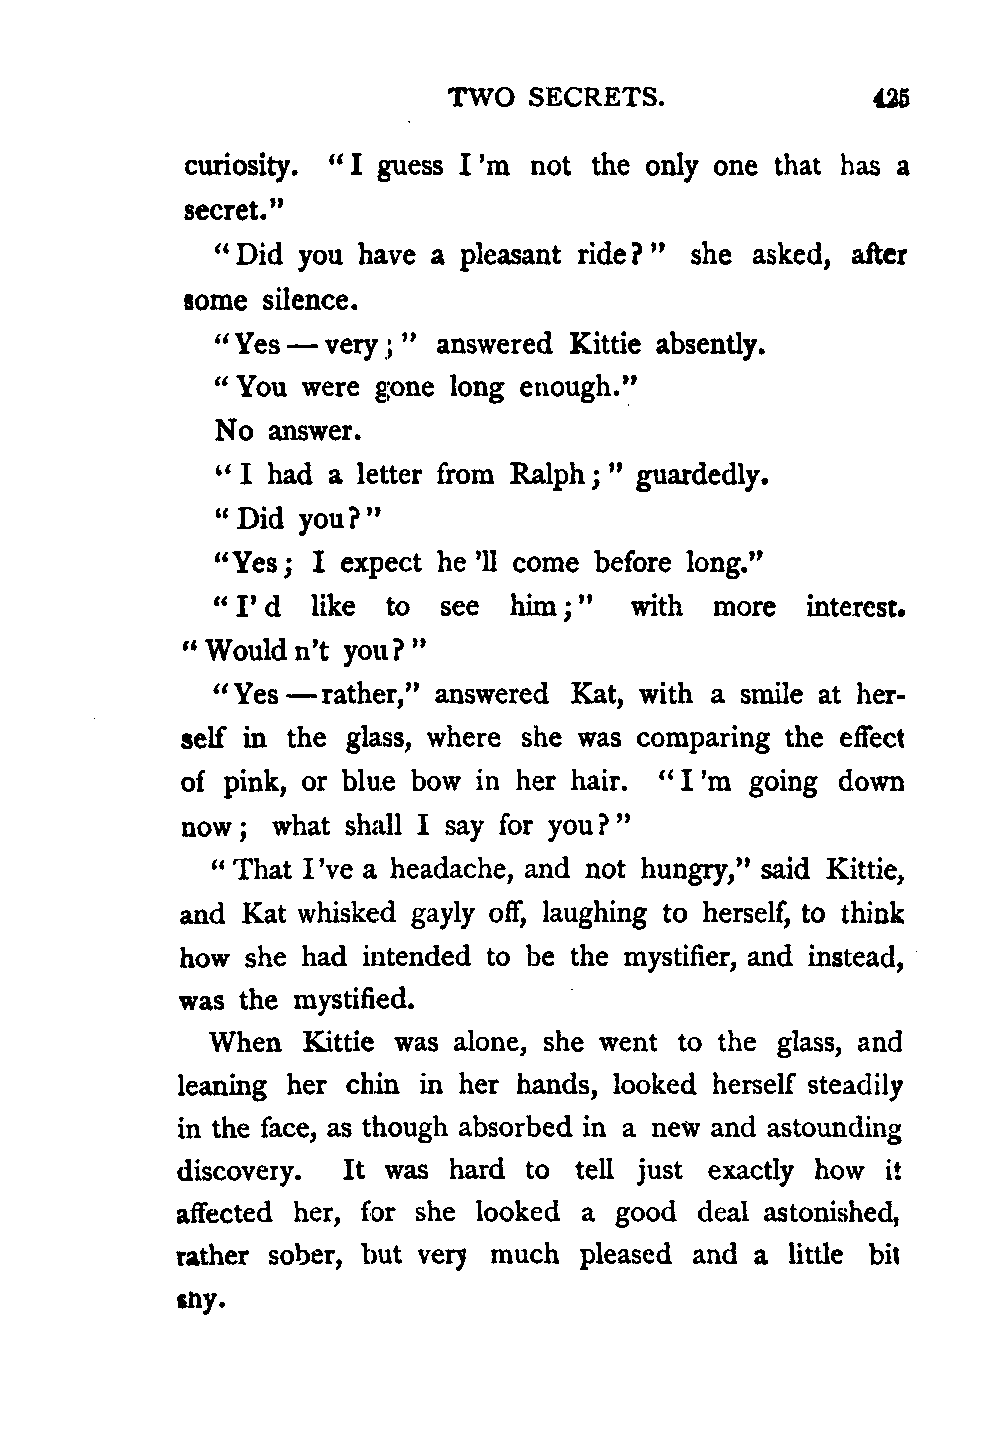 TWO SECRETS. 425
curiosity. "I guess I'm not the only one that has a
secret."
"Did you have a pleasant ride?" she asked, after
some silence.
"Yes — very;" answered Kittie absently.
"You were gone long enough."
No answer.
"I had a letter from Ralph;" guardedly.
"Did you?"
"Yes; I expect he'll come before long."
"I'd like to see him;" with more interest.
"Wouldn't you?"
"Yes — rather," answered Kat, with a smile at her-
self in the glass, where she was comparing the effect
of pink, or blue bow in her hair. "I'm going down
now; what shall I say for you?"
"That I've a headache, and not hungry," said Kittie,
and Kat whisked gayly off, laughing to herself, to think
how she had intended to be the mystifier, and instead,
was the mystified.
When Kittie was alone, she went to the glass, and
leaning her chin in her hands, looked herself steadily
in the face, as though absorbed in a new and astounding
discovery. It was hard to tell just exactly how it
affected her, for she looked a good deal astonished,
rather sober, but very much pleased and a little bit
shy.